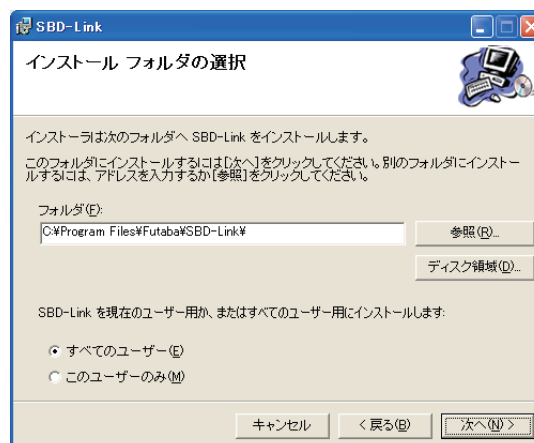 SBD-Link
インストール フォルダの選択
インストーラは次のフォルダへ SBD-Link をインストールします。
このフォルダにインストールするには[次へ]をクリックしてください。別のフォルダにインストー
ルするには、アドレスを入力するか[参照]をクリックしてください。
フォルダ(F):
C:¥Program Files¥Futaba¥SBD-Link¥
参照(R)...
ディスク領域(D)...
SBD-Link を現在のユーザー用か、またはすべてのユーザー用にインストールします:
すべてのユーザー(E)
このユーザーのみ(M)
キャンセル
< 戻る(B)
次へ(N) >